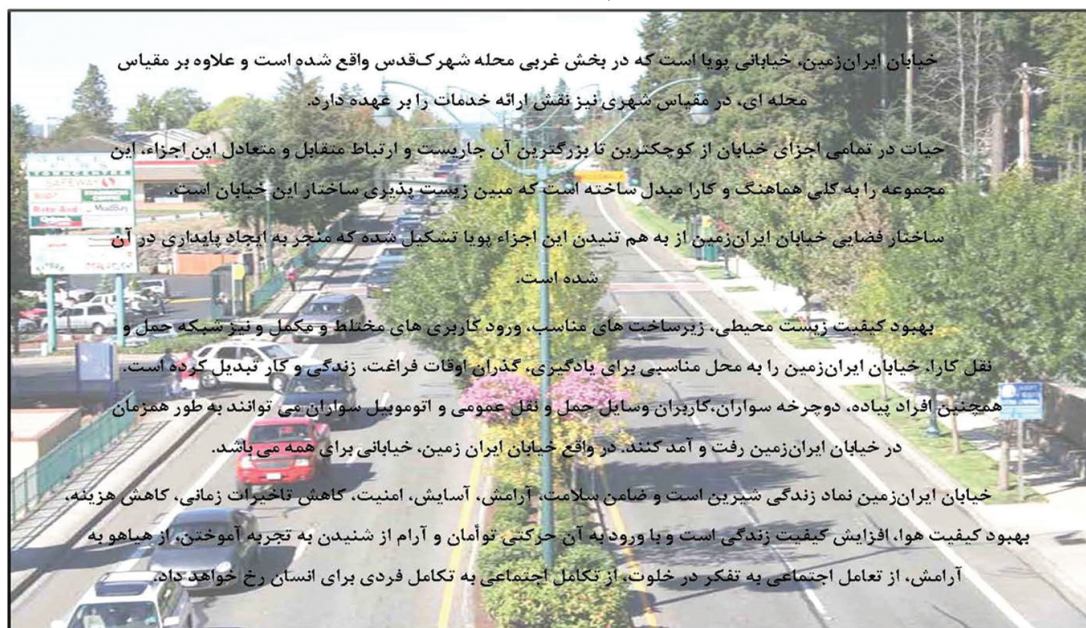 خیابان ایران‌زمین، خیابانی پویا است که در بخش غربی محله شهرک‌قدس واقع شده است و علاوه بر مقیاس
محله ای، در مقیاس شهری نیز نقش ارائه خدمات را بر عهده دارد.
حیات در تمامی اجزای خیابان از کوچکترین تا بزرگترین آن جاریست و ارتباط متقابل و متعادل این اجزاء، این
مجموعه را به کلی هماهنگ و کارا مبدل ساخته است که مبین زیست پذیری ساختار این خیابان است.
ساختار فضایی خیابان ایران‌زمین از به هم تنیدن این اجزاء پویا تشکیل شده که منجر به ایجاد پایداری در آن
شده است.
بهبود کیفیت زیست محیطی، زیرساخت های مناسب، ورود کاربری های مختلط و مکمل و نیز شبکه حمل و
نقل کارا، خیابان ایران‌زمین را به محل مناسبی برای یادگیری، گذران اوقات فراغت، زندگی و کار تبدیل کرده است.
همچنین افراد پیاده، دوچرخه سواران،کاربران وسایل حمل و نقل عمومی و اتوموبیل سواران می توانند به طور همزمان
در خیابان ایران‌زمین رفت و آمد کنند. در واقع خیابان ایران زمین، خیابانی برای همه می باشد.
خیابان ایران‌زمین نماد زندگی شیرین است و ضامن سلامت، آرامش، آسایش، امنیت، کاهش تاخیرات زمانی، کاهش هزینه،
بهبود کیفیت هوا، افزایش کیفیت زندگی است و با ورود به آن حرکتی توأمان و آرام از شنیدن به تجربه آموختن، از هیاهو به
آرامش، از تعامل اجتماعی به تفکر در خلوت، از تکامل اجتماعی به تکامل فردی برای انسان رخ خواهد داد.
TOWN CENTRE
SAFEWAY